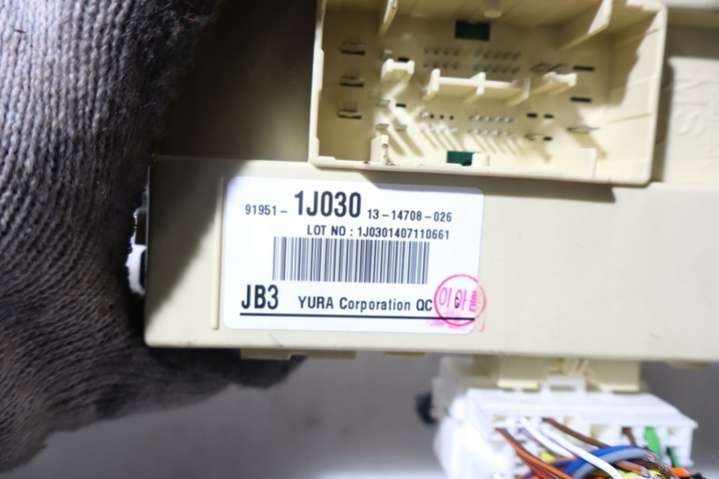 91951- 1J030 13-14708-026
LOT NO : 1J0301407110661
JB3 YURA Corporation QC